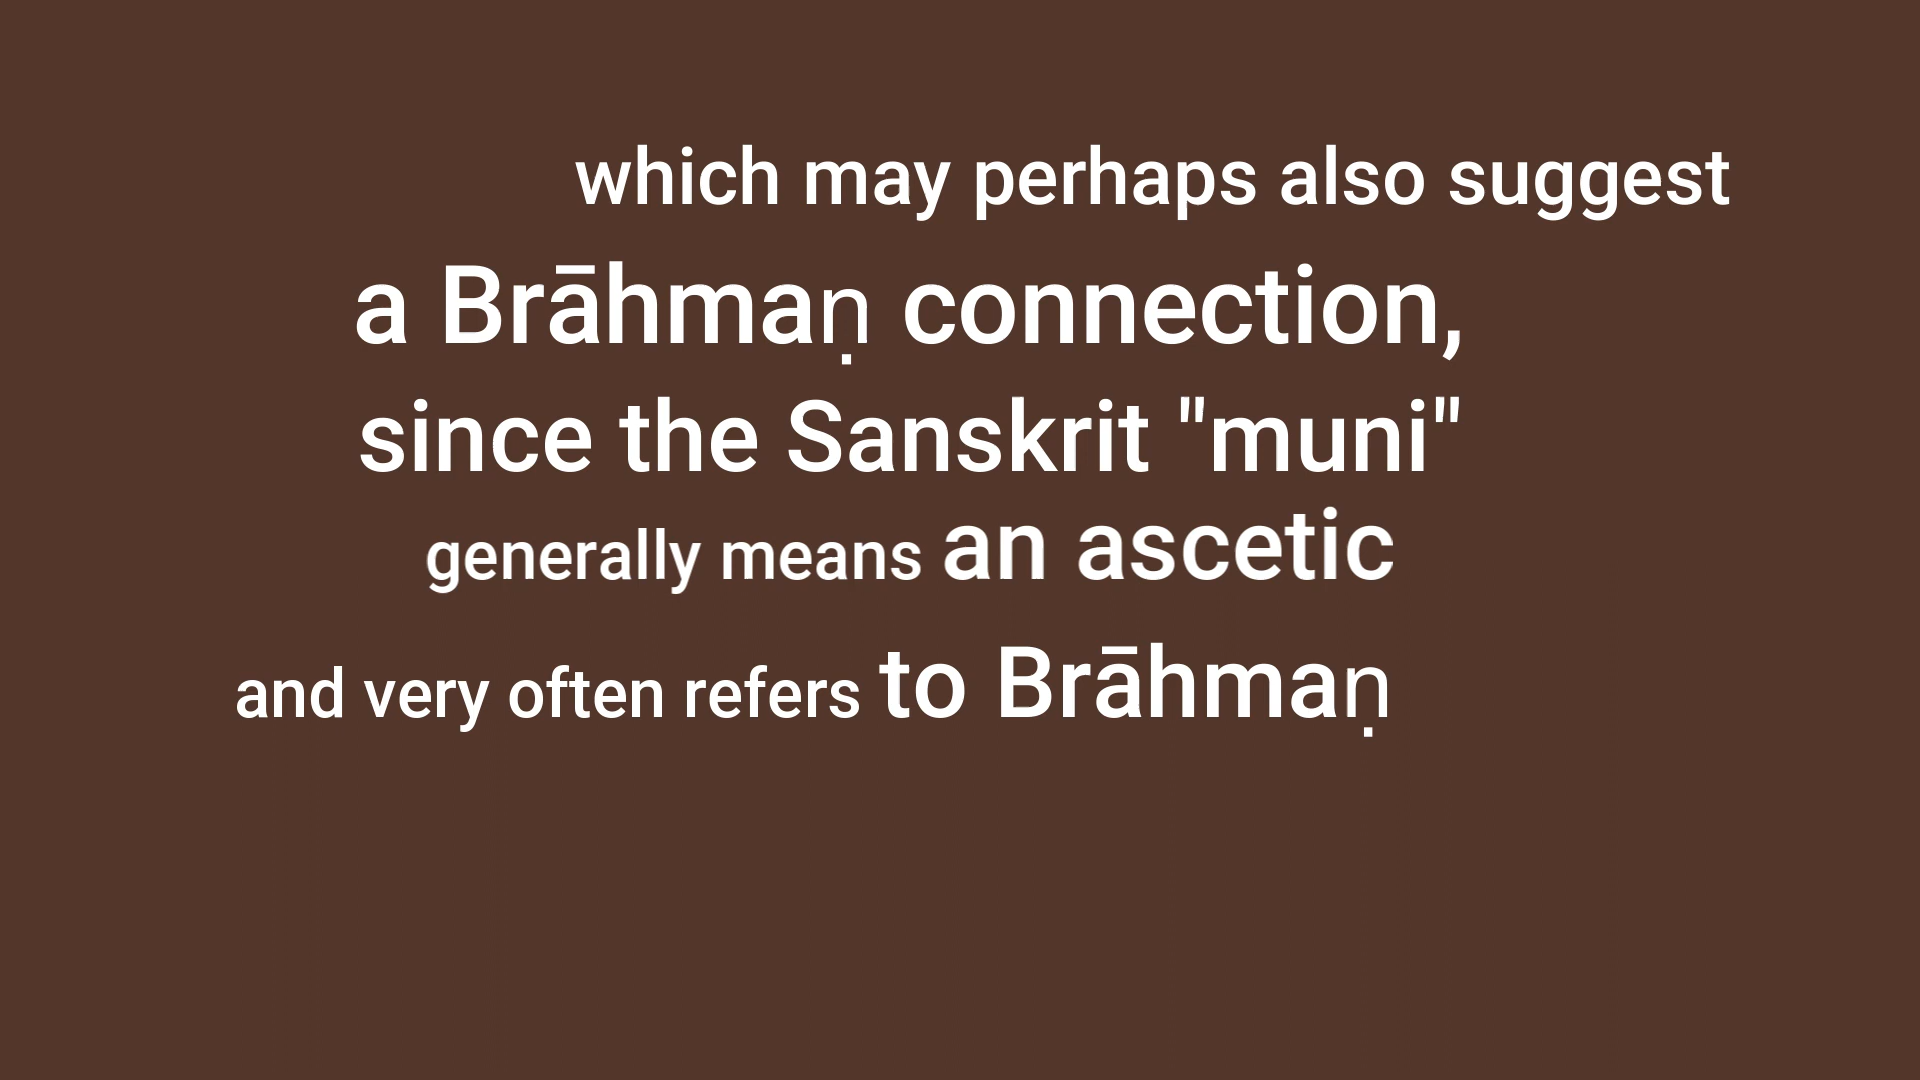 which may perhaps also suggest
a Brāhmaṇ connection,
since the Sanskrit "muni"
generally means an ascetic
and very often refers to Brāhmaṇ